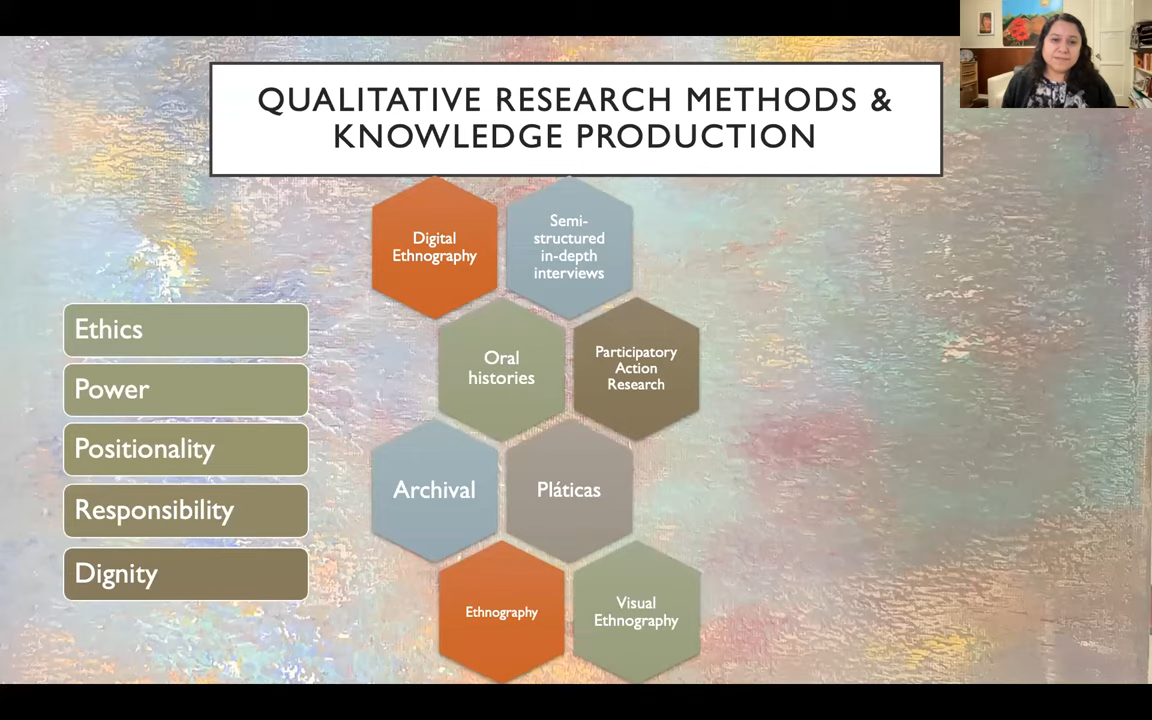 QUALITATIVE RESEARCH METHODS &
KNOWLEDGE PRODUCTION
Ethics
Power
Positionality
Responsibility
Dignity
Digital
Ethnography
Semi-
structured
in-depth
interviews
Oral
histories
Participatory
Action
Research
Archival
Pláticas
Ethnography
Visual
Ethnography